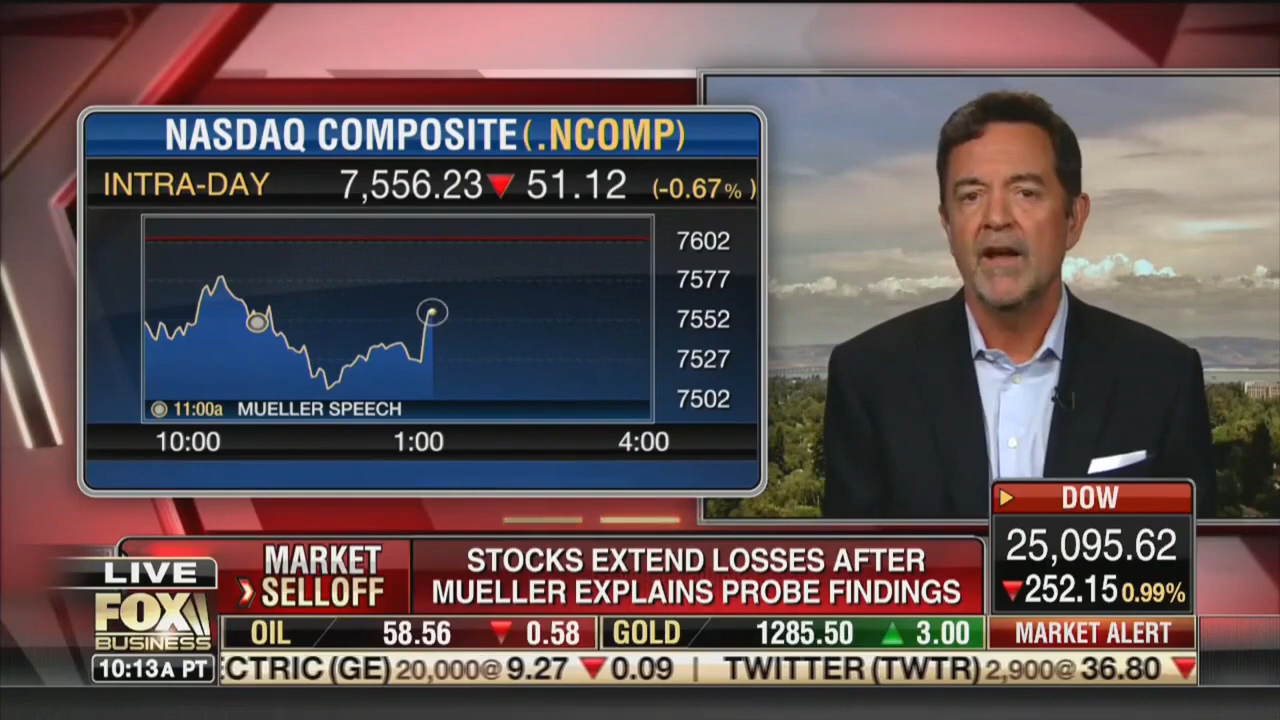 NASDAQ COMPOSITE (.NCOMP)
INTRA-DAY 7,556.23 ▼ 51.12 (-0.67%)
7602
7577
7552
7527
7502
11:00a MUELLER SPEECH
10:00 1:00 4:00
MARKET SELLOFF
STOCKS EXTEND LOSSES AFTER
MUELLER EXPLAINS PROBE FINDINGS
DOW
25,095.62
▼252.15 0.99%
MARKET ALERT
LIVE
FOX
BUSINESS
10:13A PT
OIL 58.56 ▼ 0.58 GOLD 1285.50 ▲ 3.00
CTRIC (GE) 20,000@ 9.27 ▼ 0.09 | TWITTER (TWTR) 2,900@ 36.80 ▼